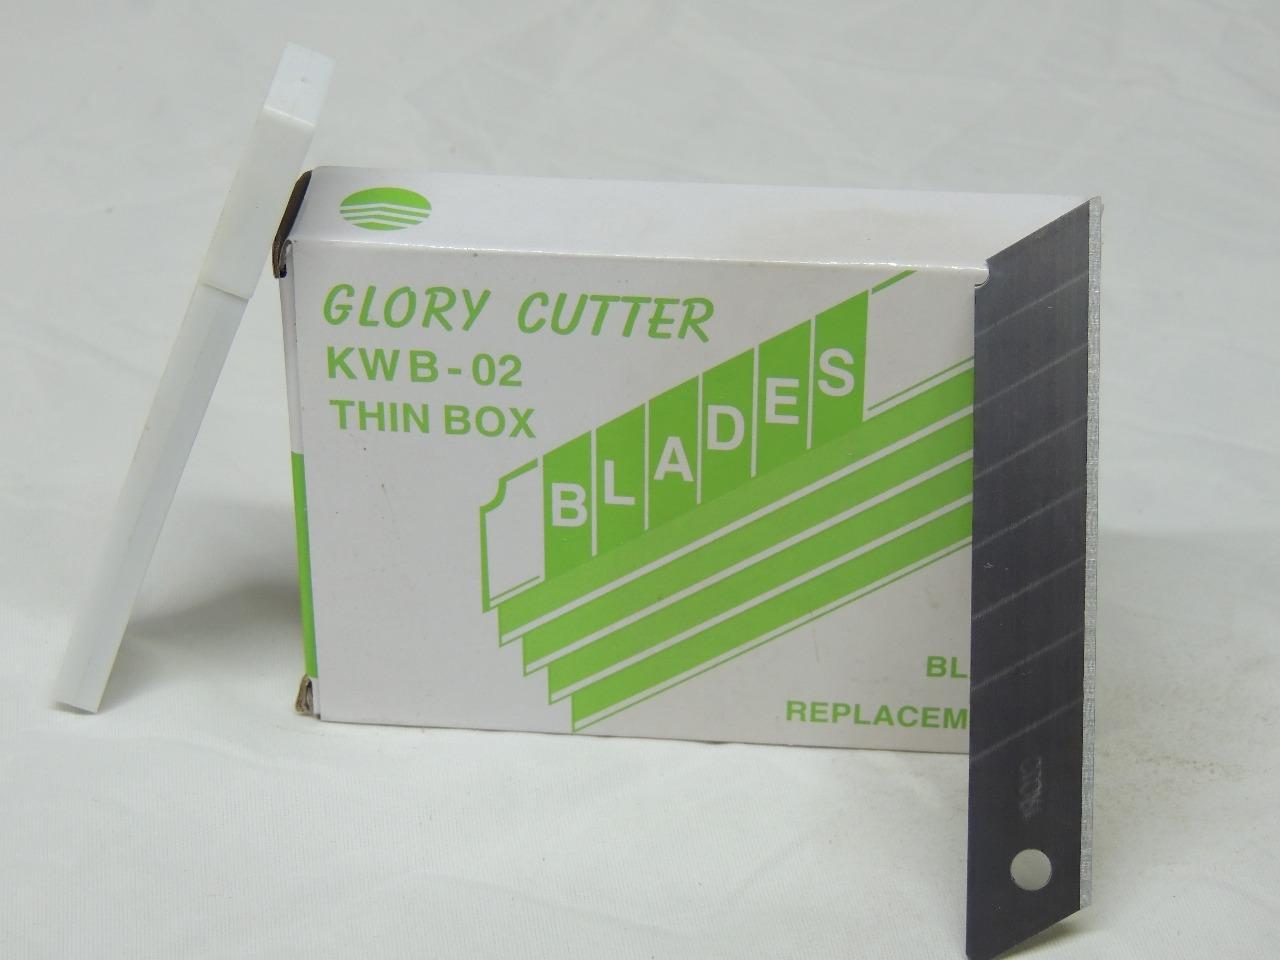 GLORY CUTTER
KWB-02
THIN BOX
BLADES
BL
REPLACEM